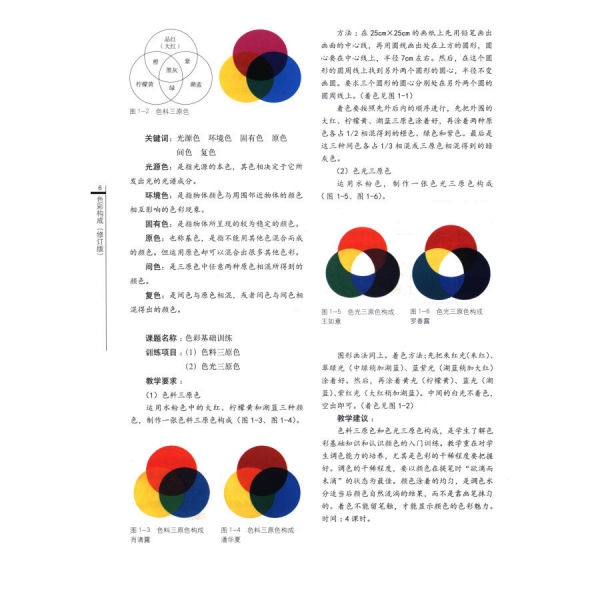 品红
(大红)
橙
紫
黑灰
柠檬黄
绿
湖蓝
图1-2 色料三原色
关键词：光源色 环境色 固有色 原色
间色 复色
光源色：是指光源的本色，其色相决定于它所
发出光的光谱成分。
环境色：是指物体颜色与周围邻近物体的颜色
相互影响的色彩现象。
固有色：是指物体所呈现的较为稳定的颜色。
原色：也称基色，是指不能用其他色混合而成
的颜色。但运用原色却可以混合出很多其他色彩。
间色：是三原色中任意两种原色相混所得到的
颜色。
复色：是间色与原色相混，或者间色与间色相
混得出的颜色。
课题名称：色彩基础训练
训练项目：(1) 色料三原色
(2) 色光三原色
教学要求：
(1) 色料三原色
运用水粉色中的大红、柠檬黄和湖蓝三种颜
色，制作一张色料三原色构成 (图1-3、图1-4)。
图1-3 色料三原色构成
肖清露
图1-4 色料三原色构成
潘华夏
6
色彩构成（修订版）
方法：在25cm×25cm的画纸上先用铅笔画出
画面的中心线，再用圆规画出处在上方的圆形，圆
心要在中心线上，半径7cm左右。然后，在这个圆
形的圆周线上找到另外两个圆形的圆心，半径不变
画圆。要求三个圆形的圆心分别处在另外两个圆的
圆周线上。(着色见图1-1)
着色要按照先外后内的顺序进行，先把外围的
大红、柠檬黄、湖蓝三原色涂着好，再涂着两种原
色各占1/2相混得到的橙色、绿色和紫色。最后是
这三种间色各占1/3相混或三原色相混得到的暗
灰色。
(2) 色光三原色
运用水粉色，制作一张色光三原色构成
(图1-5、图1-6)。
图1-5 色光三原色构成
王如意
图1-6 色光三原色构成
罗春露
图形画法同上。着色方法：先把朱红光(朱红)、
翠绿光 (中绿稍加湖蓝)、蓝紫光 (湖蓝稍加大红)
涂着好。然后，再涂着黄光 (柠檬黄)、蓝光 (湖
蓝)、紫红光 (大红稍加湖蓝)。中间的白光不着色，
空出即可。(着色见图1-2)
教学建议：
色料三原色和色光三原色构成，是学生了解色
彩基础知识和认识颜色的入门训练。教学重在对学
生调色能力的培养，尤其是色彩的干稀程度要把握
好。调色的干稀程度，要以颜色在提笔时“欲滴而
未滴”的状态为最佳。颜色涂着的均匀，是调色水
分适当后颜色自然流淌的结果，而不是靠画笔抹匀
的。着色不能留笔触，才能显示颜色的色彩魅力。
时间：4课时。